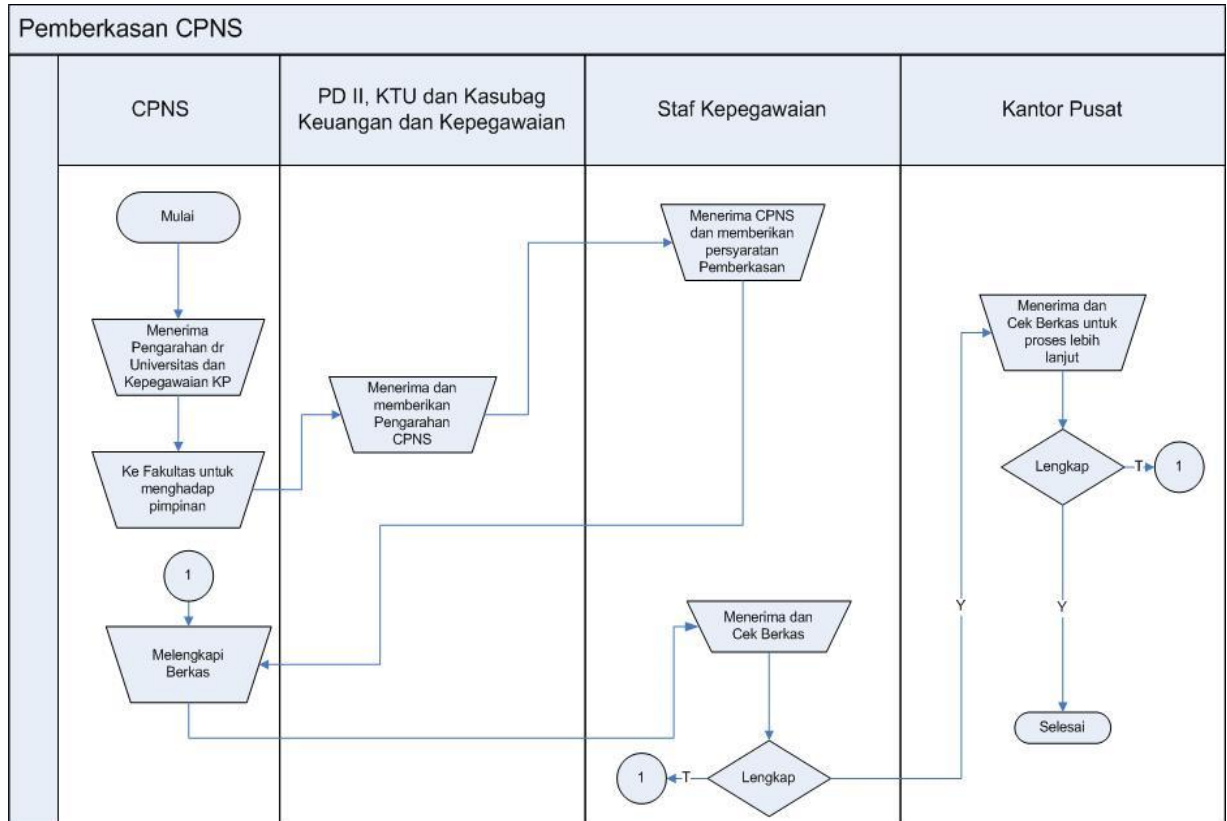 Pemberkasan CPNS
CPNS
PD II, KTU dan Kasubag
Keuangan dan Kepegawaian
Staf Kepegawaian
Kantor Pusat
Mulai
Menerima
Pengarahan dr
Universitas dan
Kepegawaian KP
Ke Fakultas untuk
menghadap
pimpinan
1
Melengkapi
Berkas
Menerima dan
memberikan
Pengarahan
CPNS
Menerima CPNS
dan memberikan
persyaratan
Pemberkasan
Menerima dan
Cek Berkas
Lengkap
T
1
Y
Menerima dan
Cek Berkas untuk
proses lebih
lanjut
Lengkap
T
1
Y
Selesai